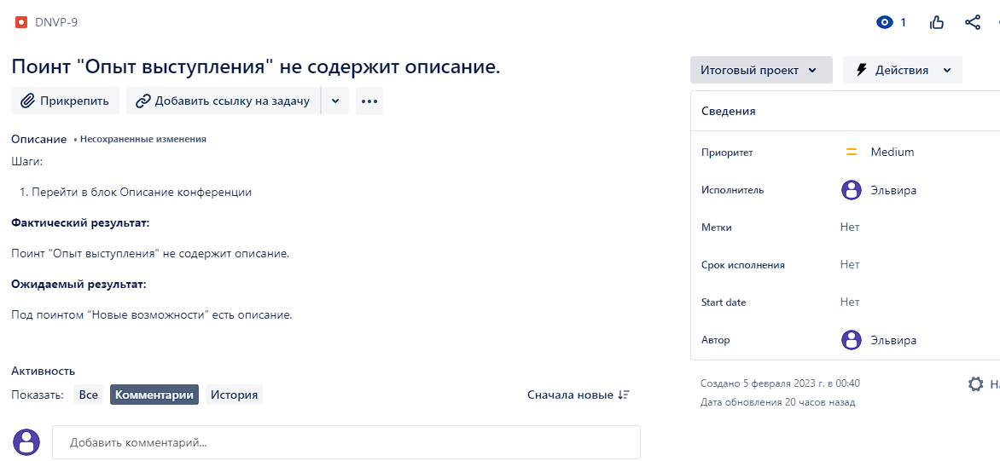 DNVP-9
1
Поинт "Опыт выступления" не содержит описание.
Итоговый проект
Действия
Прикрепить
Добавить ссылку на задачу
Сведения
Описание • Несохраненные изменения
Шаги:
1. Перейти в блок Описание конференции
Фактический результат:
Поинт "Опыт выступления" не содержит описание.
Ожидаемый результат:
Под поинтом “Новые возможности” есть описание.
Приоритет
Medium
Исполнитель
Эльвира
Метки
Нет
Срок исполнения
Нет
Start date
Нет
Автор
Эльвира
Активность
Показать: Все Комментарии История
Сначала новые
Создано 5 февраля 2023 г. в 00:40
Дата обновления 20 часов назад
Добавить комментарий...